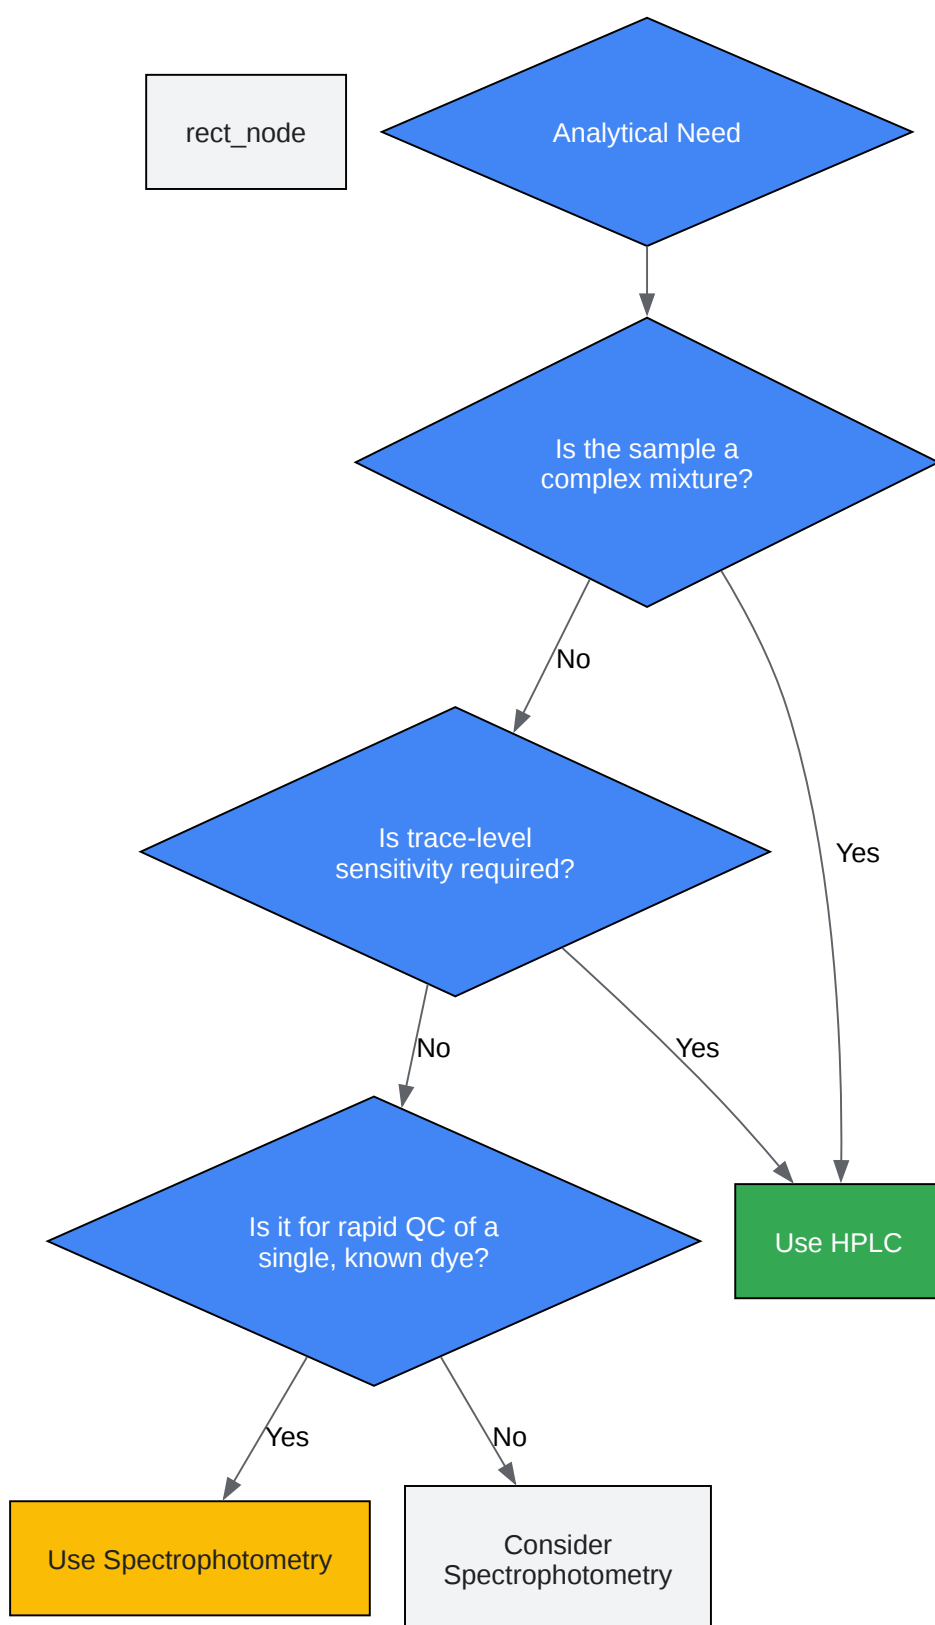 rect_node
Analytical Need
Is the sample a
complex mixture?
No
Yes
Is trace-level
sensitivity required?
No
Yes
Is it for rapid QC of a
single, known dye?
Use HPLC
Yes
No
Use Spectrophotometry
Consider
Spectrophotometry